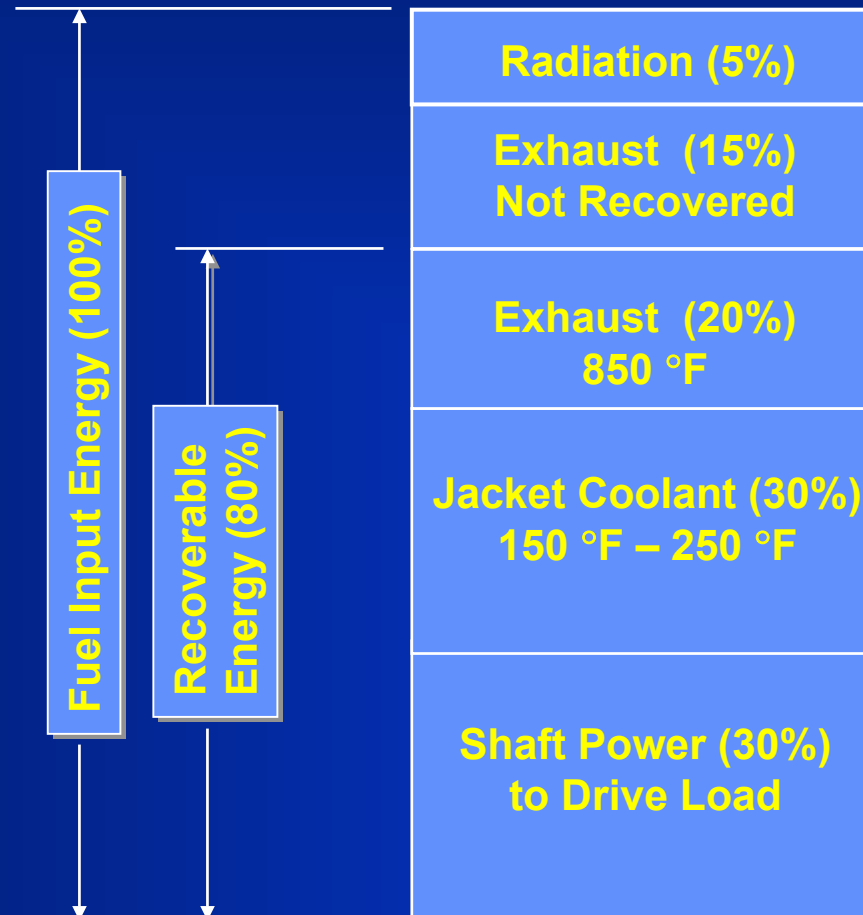 Fuel Input Energy (100%)
Recoverable
Energy (80%)
Radiation (5%)
Exhaust  (15%)
Not Recovered
Exhaust  (20%)
850 °F
Jacket Coolant (30%)
150 °F – 250 °F
Shaft Power (30%)
to Drive Load